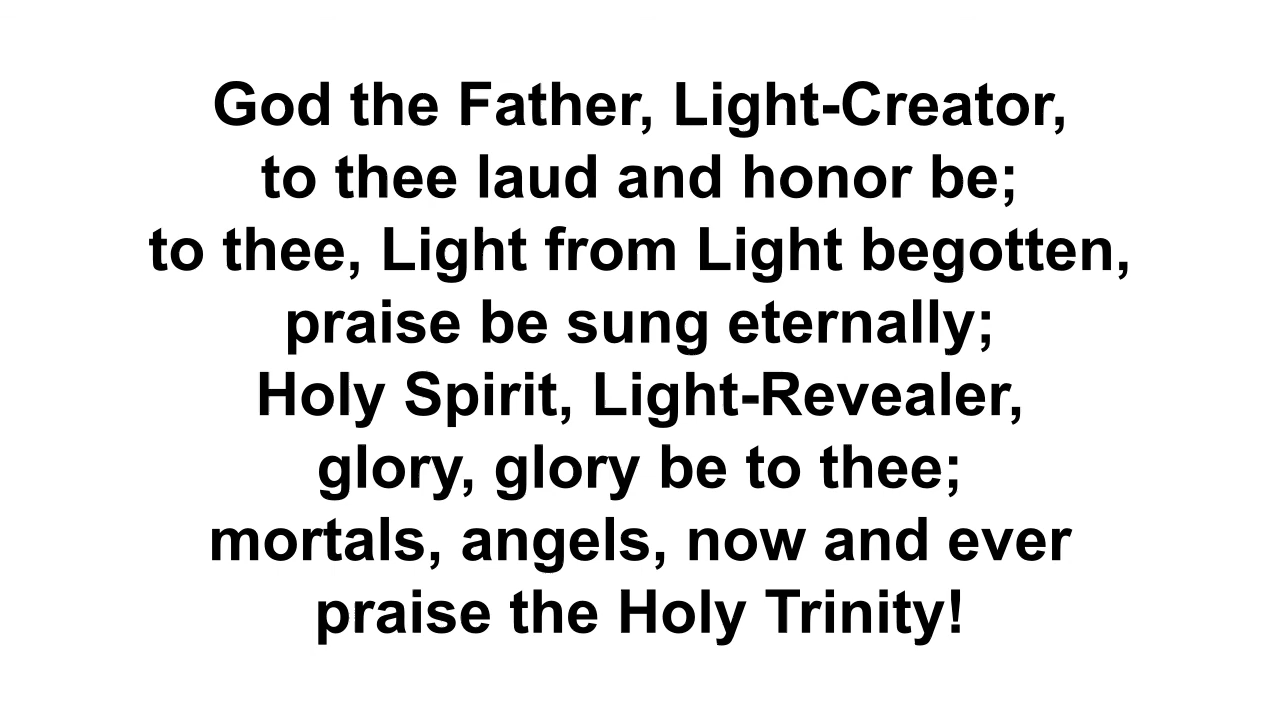 God the Father, Light-Creator,
to thee laud and honor be;
to thee, Light from Light begotten,
praise be sung eternally;
Holy Spirit, Light-Revealer,
glory, glory be to thee;
mortals, angels, now and ever
praise the Holy Trinity!